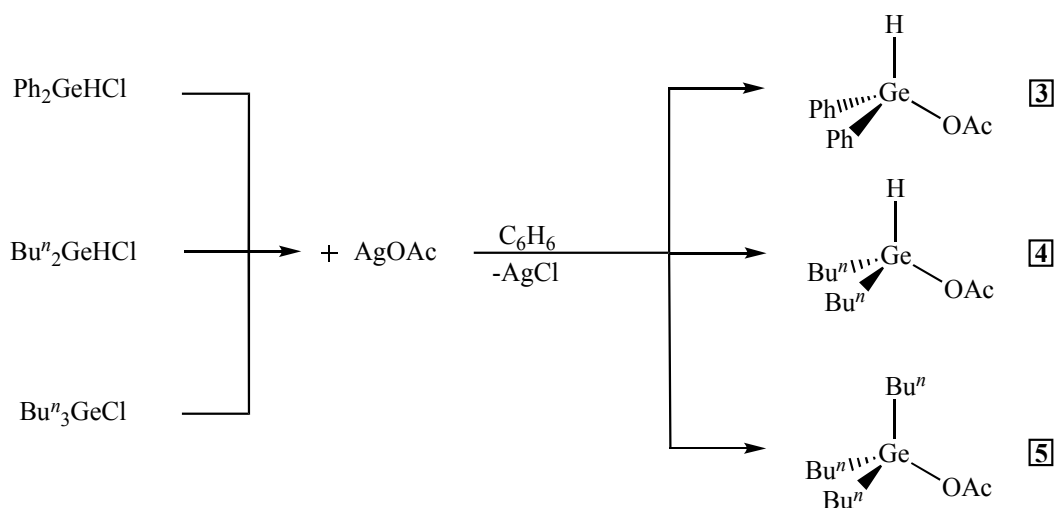 Ph₂GeHCl
Buⁿ₂GeHCl
Buⁿ₃GeCl
+ AgOAc
C₆H₆
-AgCl
H
Ge
Ph
Ph
OAc
3
H
Ge
Buⁿ
Buⁿ
OAc
4
Buⁿ
Ge
Buⁿ
Buⁿ
OAc
5